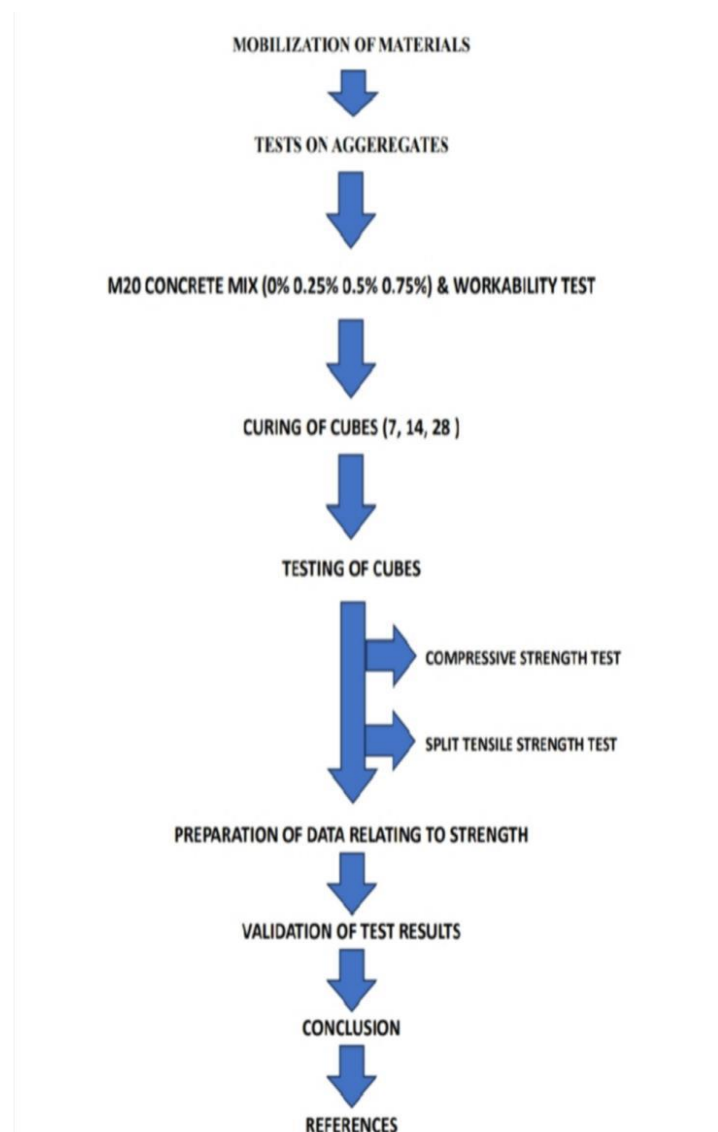 MOBILIZATION OF MATERIALS
TESTS ON AGGEREGATES
M20 CONCRETE MIX (0% 0.25% 0.5% 0.75%) & WORKABILITY TEST
CURING OF CUBES (7, 14, 28 )
TESTING OF CUBES
COMPRESSIVE STRENGTH TEST
SPLIT TENSILE STRENGTH TEST
PREPARATION OF DATA RELATING TO STRENGTH
VALIDATION OF TEST RESULTS
CONCLUSION
REFERENCES